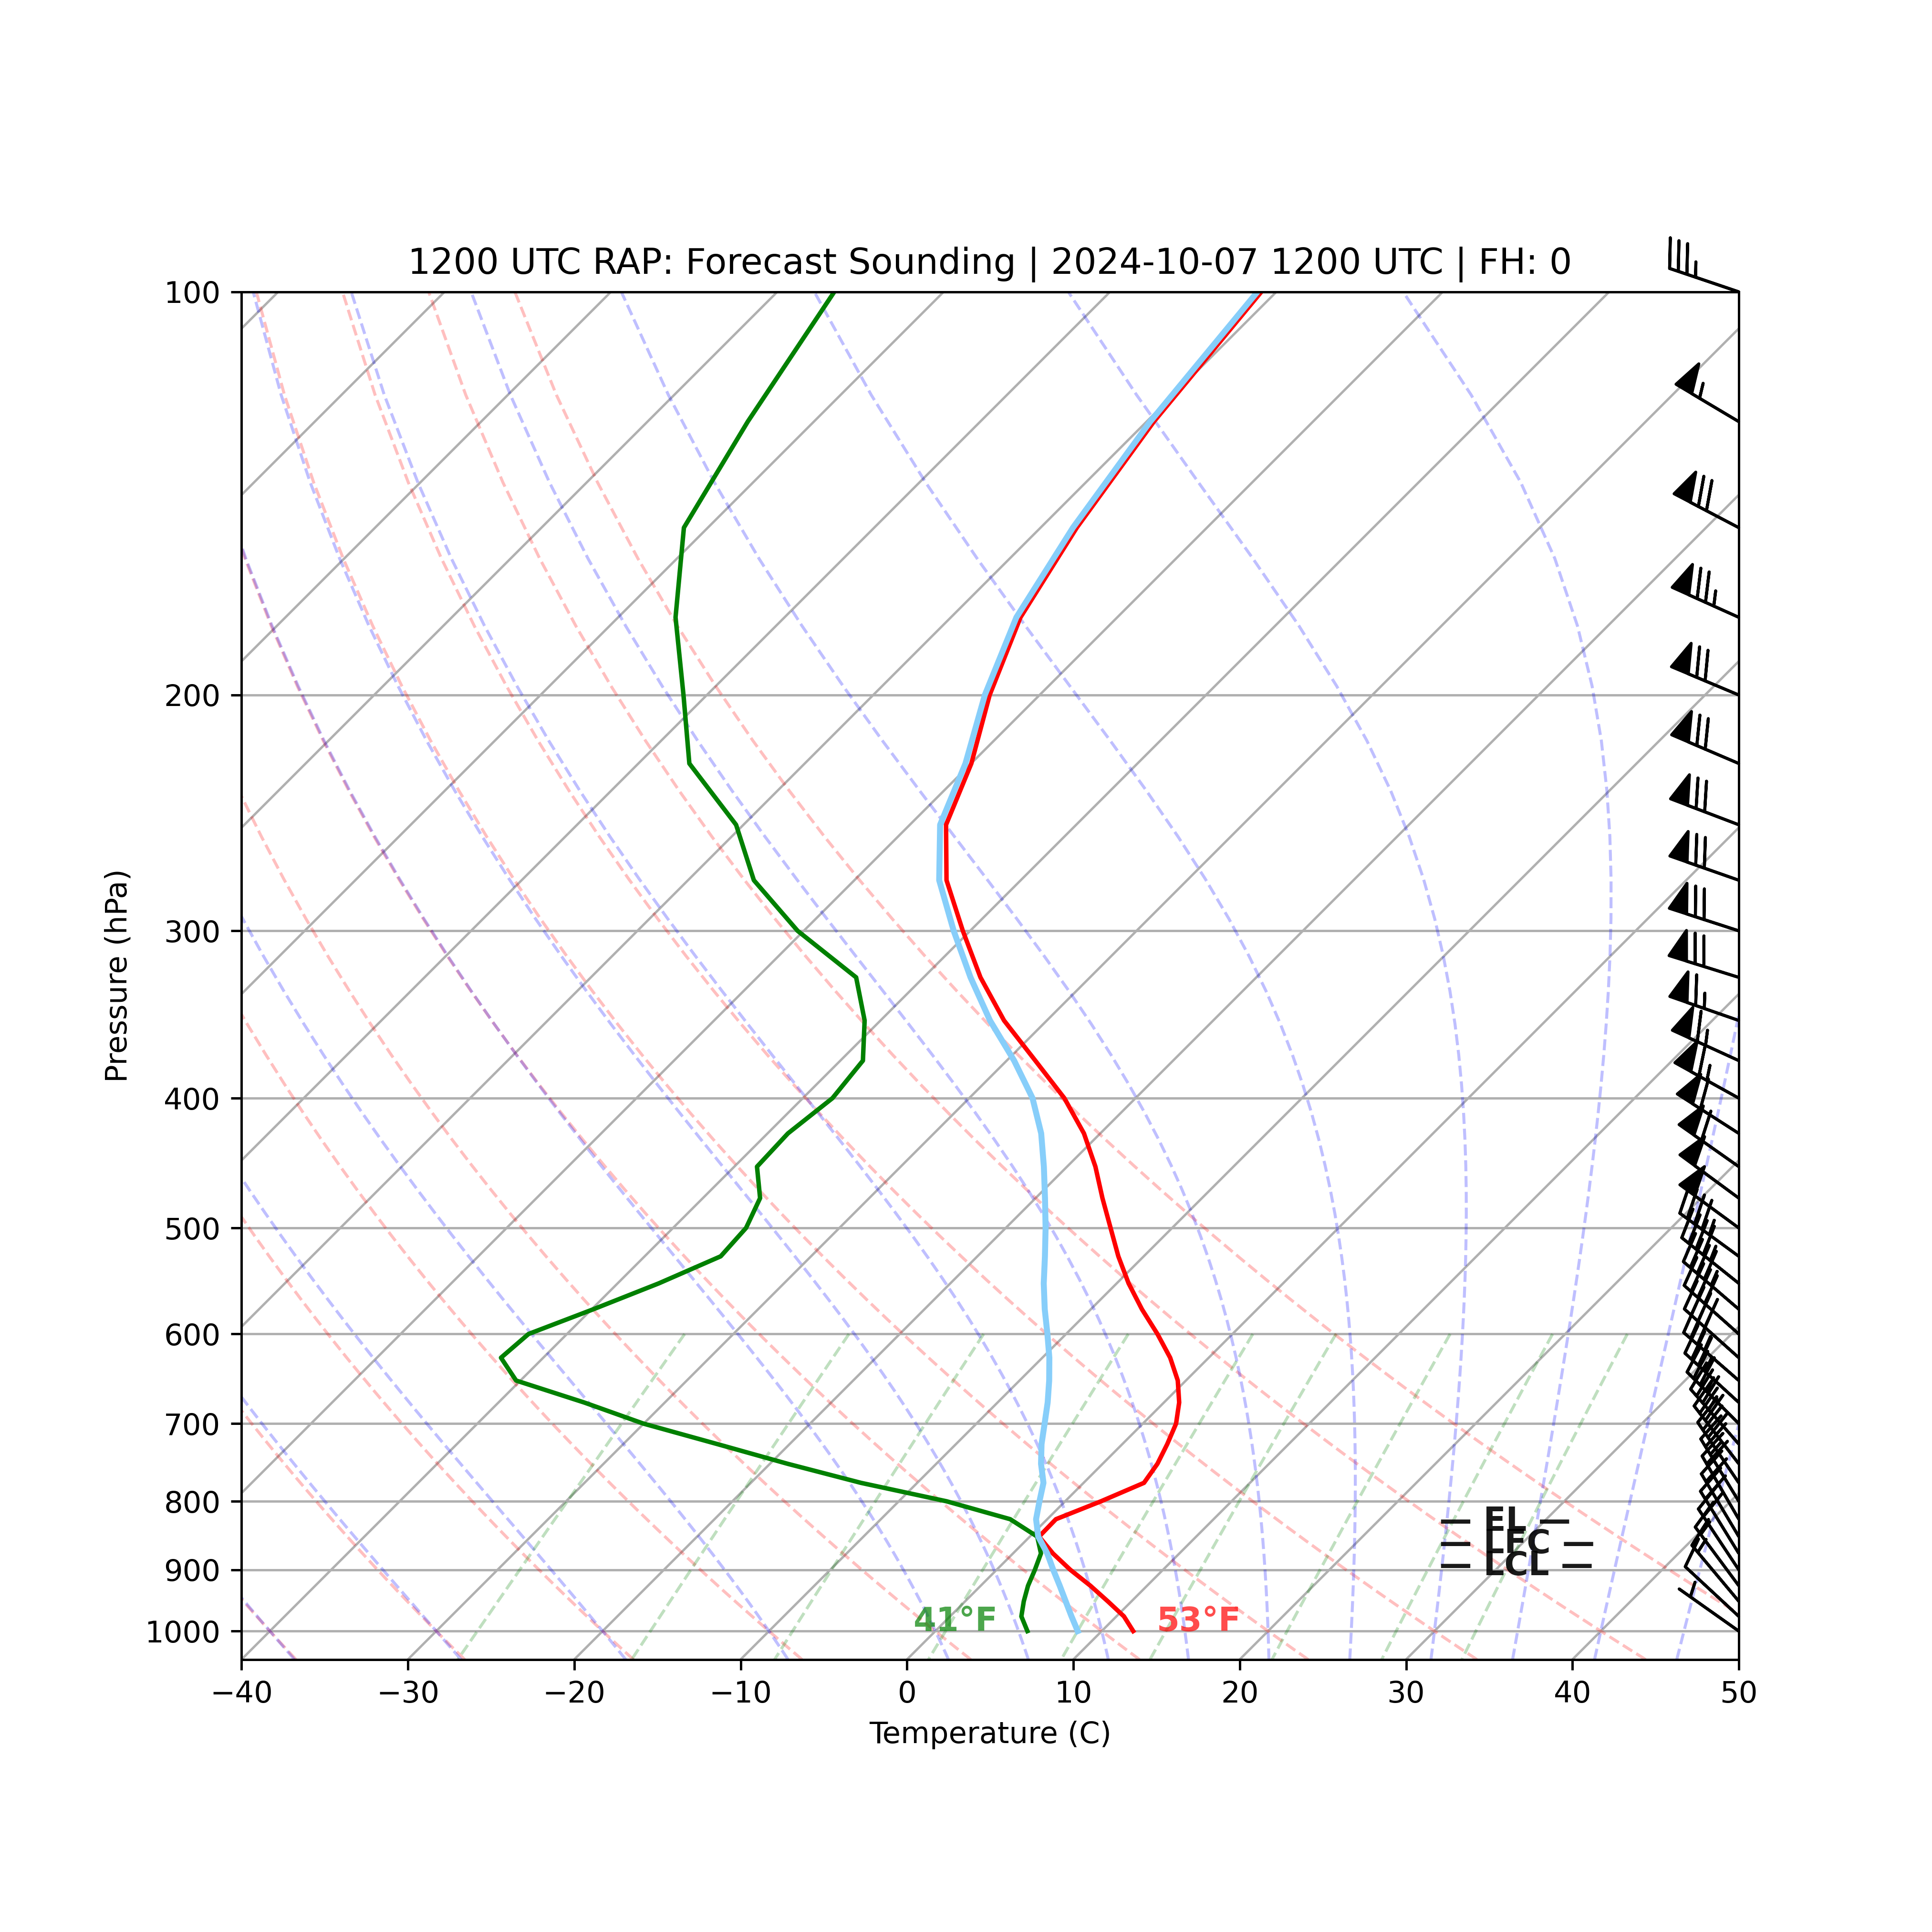 1200 UTC RAP: Forecast Sounding | 2024-10-07 1200 UTC | FH: 0
100
200
300
400
500
600
700
800
900
1000
Pressure (hPa)
— EL —
— LFC —
— LCL —
41°F
53°F
−40 −30 −20 −10 0 10 20 30 40 50
Temperature (C)